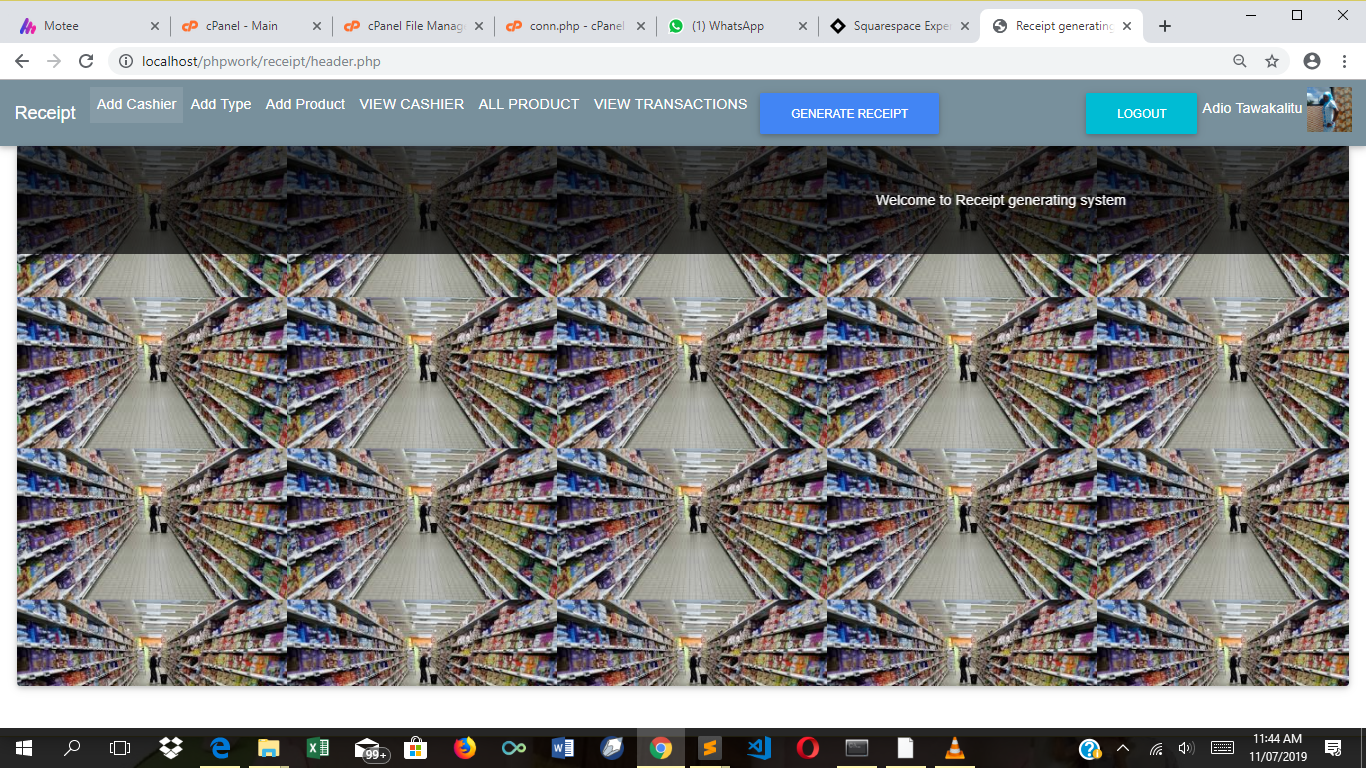 Motee
cPanel - Main
cPanel File Manag
conn.php - cPanel
(1) WhatsApp
Squarespace Exper
Receipt generating
localhost/phpwork/receipt/header.php
Receipt
Add Cashier
Add Type
Add Product
VIEW CASHIER
ALL PRODUCT
VIEW TRANSACTIONS
GENERATE RECEIPT
LOGOUT
Adio Tawakalitu
Welcome to Receipt generating system
99+
11:44 AM
11/07/2019